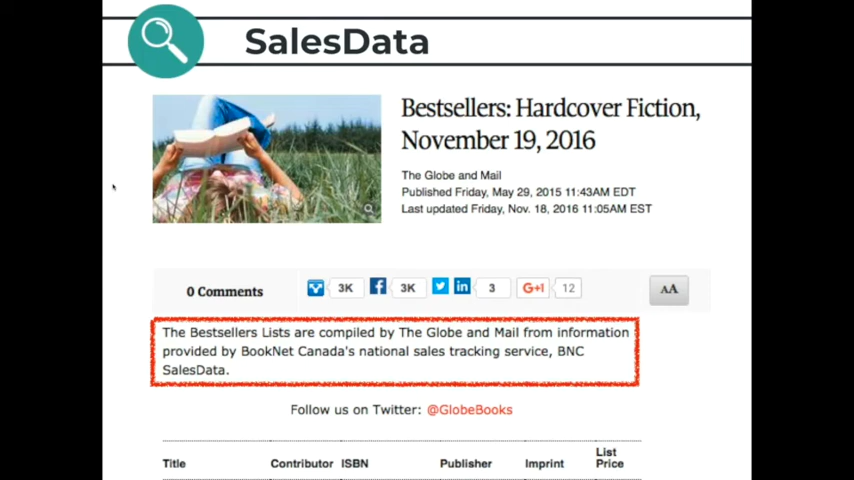 SalesData
Bestsellers: Hardcover Fiction,
November 19, 2016
The Globe and Mail
Published Friday, May 29, 2015 11:43AM EDT
Last updated Friday, Nov. 18, 2016 11:05AM EST
0 Comments 3K 3K 3 G+1 12 AA
The Bestsellers Lists are compiled by The Globe and Mail from information
provided by BookNet Canada's national sales tracking service, BNC
SalesData.
Follow us on Twitter: @GlobeBooks
Title Contributor ISBN Publisher Imprint List
Price